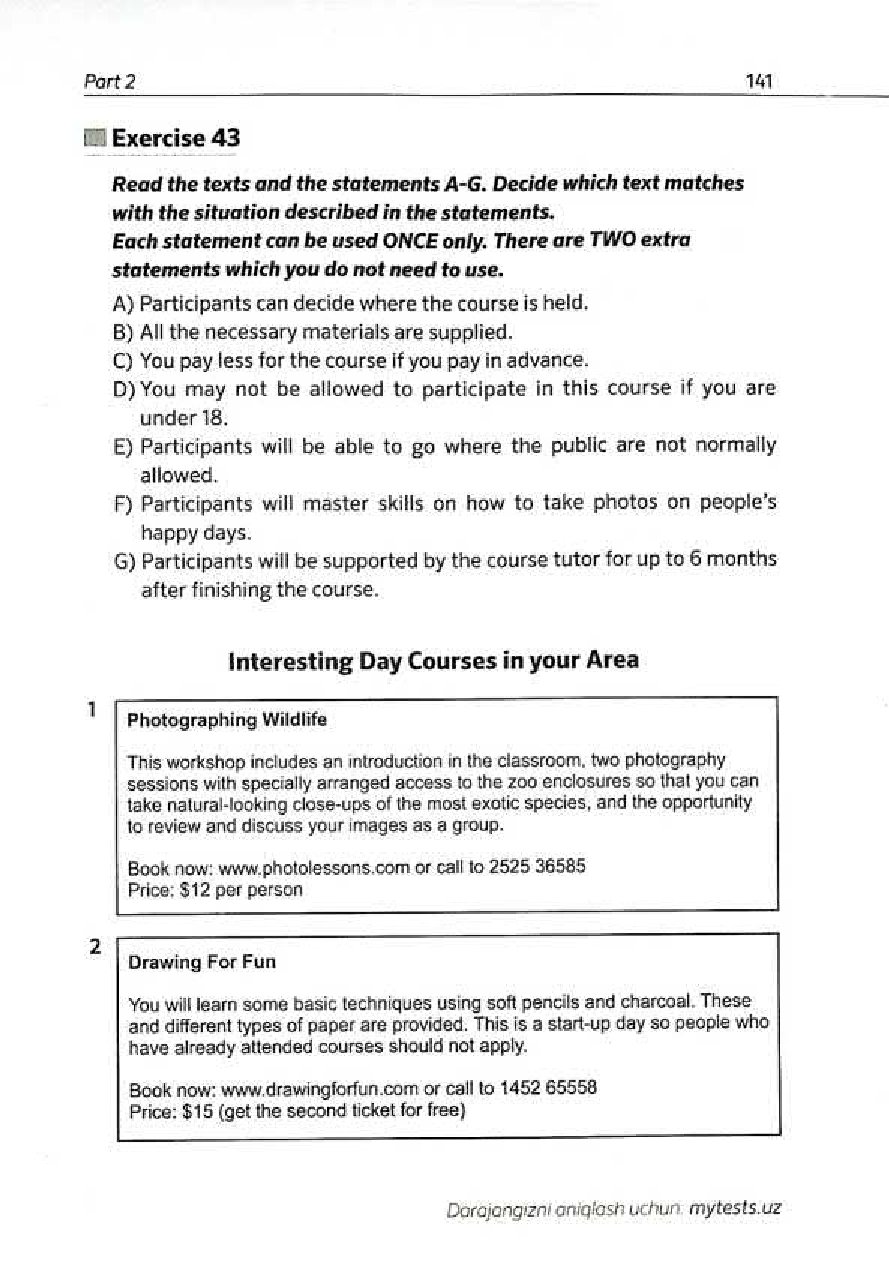 Part 2
141
Exercise 43
Read the texts and the statements A-G. Decide which text matches
with the situation described in the statements.
Each statement can be used ONCE only. There are TWO extra
statements which you do not need to use.
A) Participants can decide where the course is held.
B) All the necessary materials are supplied.
C) You pay less for the course if you pay in advance.
D) You may not be allowed to participate in this course if you are
under 18.
E) Participants will be able to go where the public are not normally
allowed.
F) Participants will master skills on how to take photos on people's
happy days.
G) Participants will be supported by the course tutor for up to 6 months
after finishing the course.
Interesting Day Courses in your Area
1
Photographing Wildlife
This workshop includes an introduction in the classroom, two photography
sessions with specially arranged access to the zoo enclosures so that you can
take natural-looking close-ups of the most exotic species, and the opportunity
to review and discuss your images as a group.
Book now: www.photolessons.com or call to 2525 36585
Price: $12 per person
2
Drawing For Fun
You will learn some basic techniques using soft pencils and charcoal. These
and different types of paper are provided. This is a start-up day so people who
have already attended courses should not apply.
Book now: www.drawingforfun.com or call to 1452 65558
Price: $15 (get the second ticket for free)
Darajangizni aniqlash uchun: mytests.uz